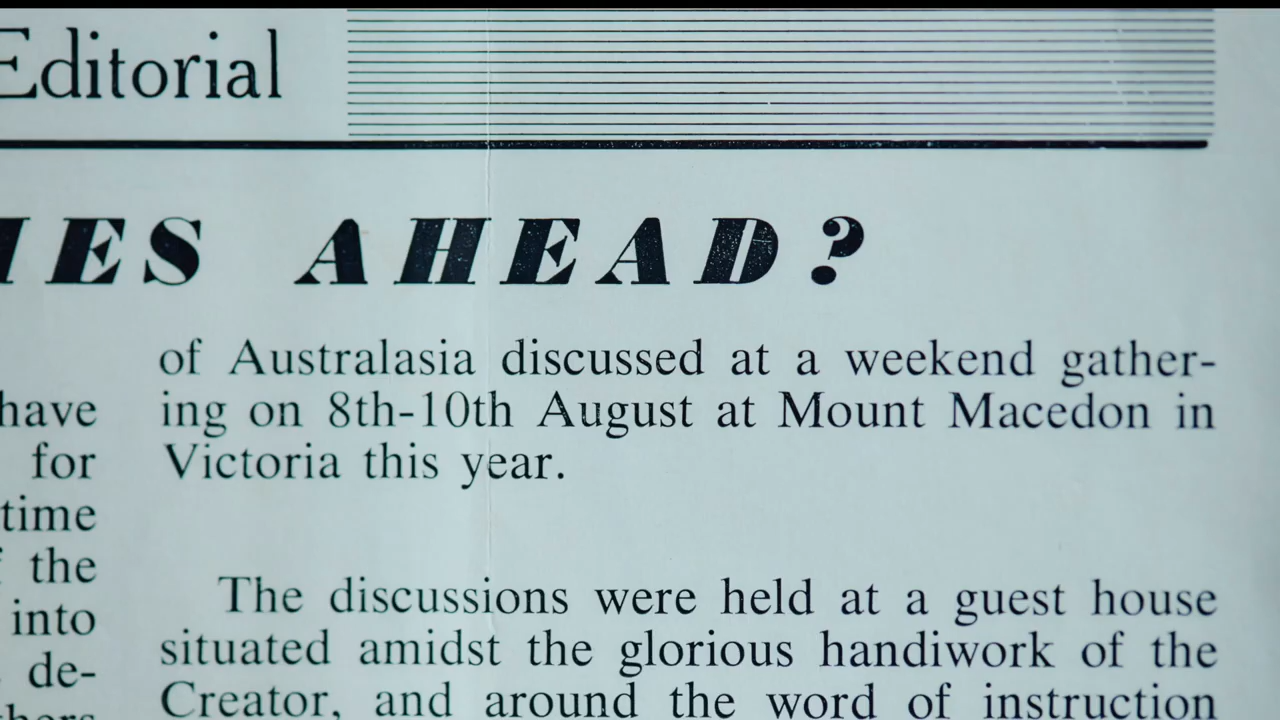 Editorial
IES AHEAD?
have
for
time
the
into
de-
of Australasia discussed at a weekend gather-
ing on 8th-10th August at Mount Macedon in
Victoria this year.
The discussions were held at a guest house
situated amidst the glorious handiwork of the
Creator, and around the word of instruction